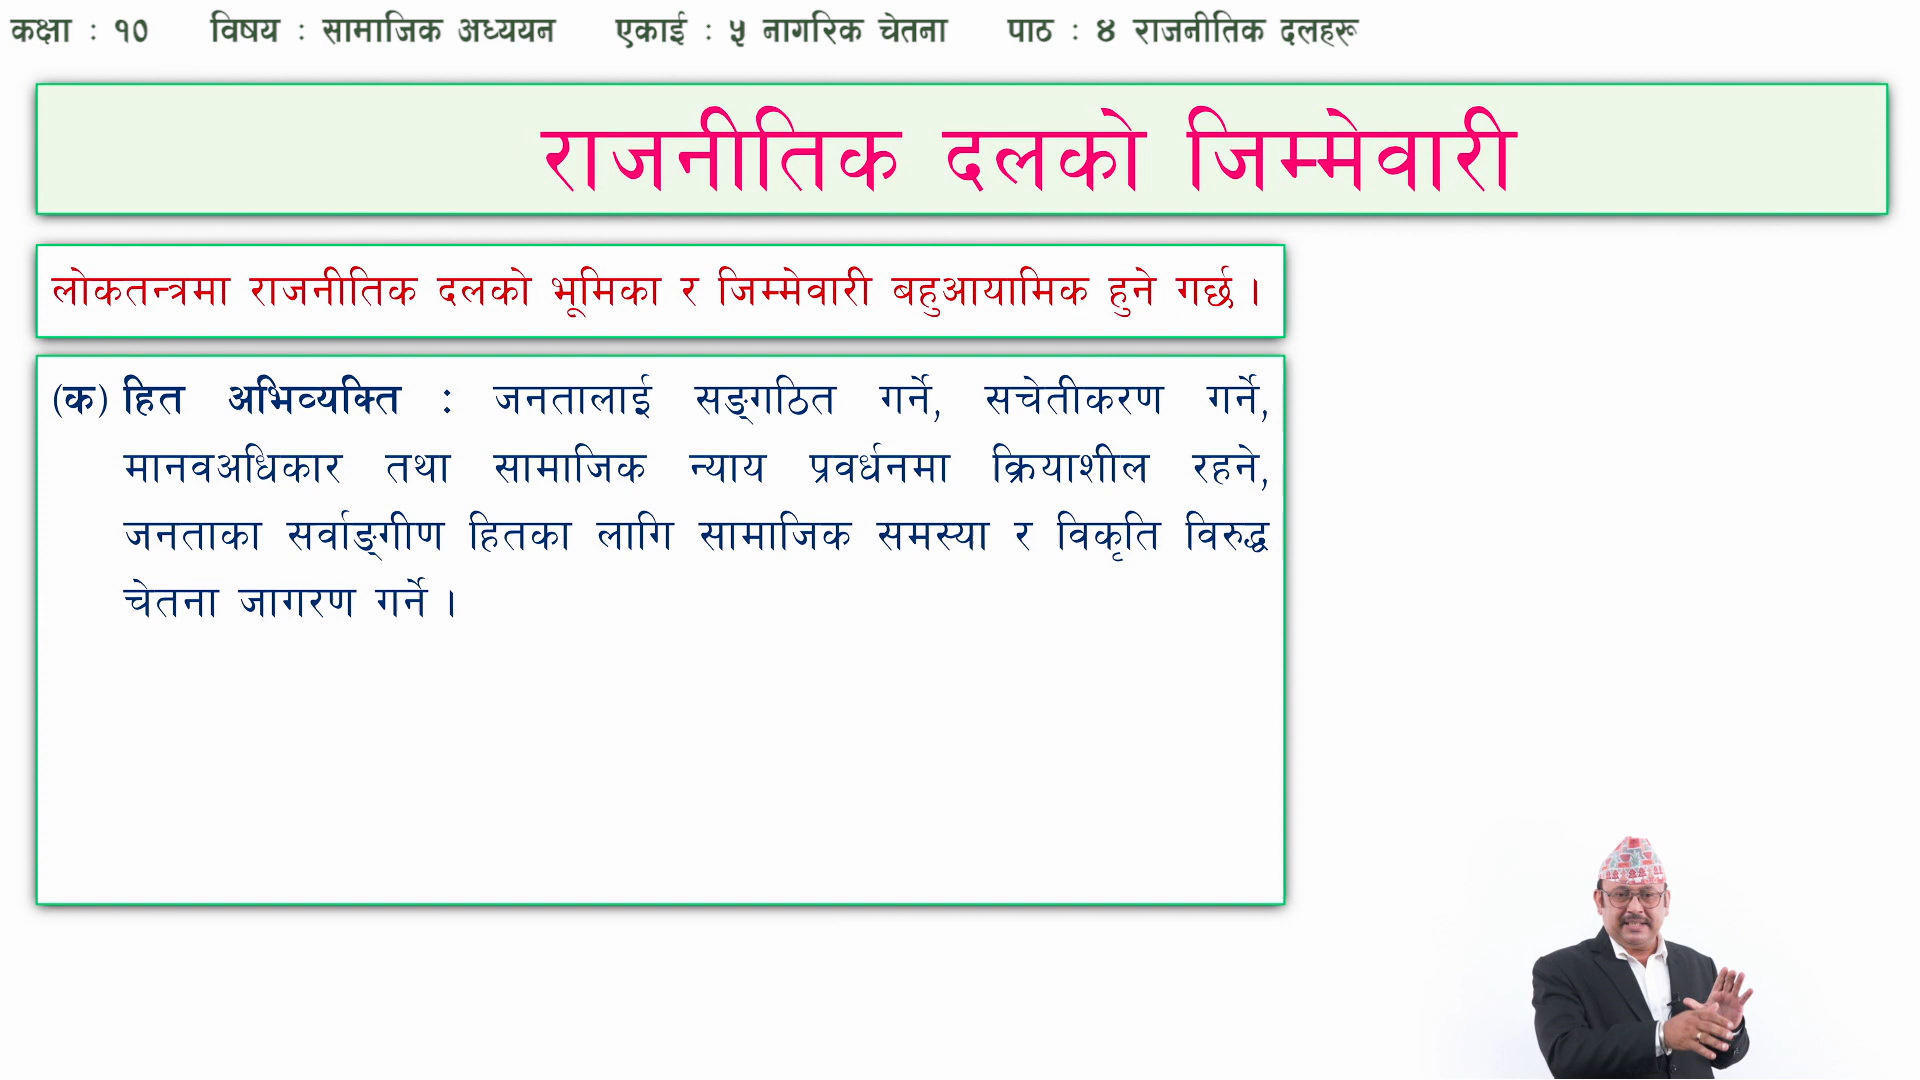 कक्षा : १० विषय : सामाजिक अध्ययन एकाई : ५ नागरिक चेतना पाठ : ४ राजनीतिक दलहरू
राजनीतिक दलको जिम्मेवारी
लोकतन्त्रमा राजनीतिक दलको भूमिका र जिम्मेवारी बहुआयामिक हुने गर्छ ।
(क) हित अभिव्यक्ति : जनतालाई सङ्गठित गर्ने, सचेतीकरण गर्ने,
मानवअधिकार तथा सामाजिक न्याय प्रवर्धनमा क्रियाशील रहने,
जनताका सर्वाङ्गीण हितका लागि सामाजिक समस्या र विकृति विरुद्ध
चेतना जागरण गर्ने ।